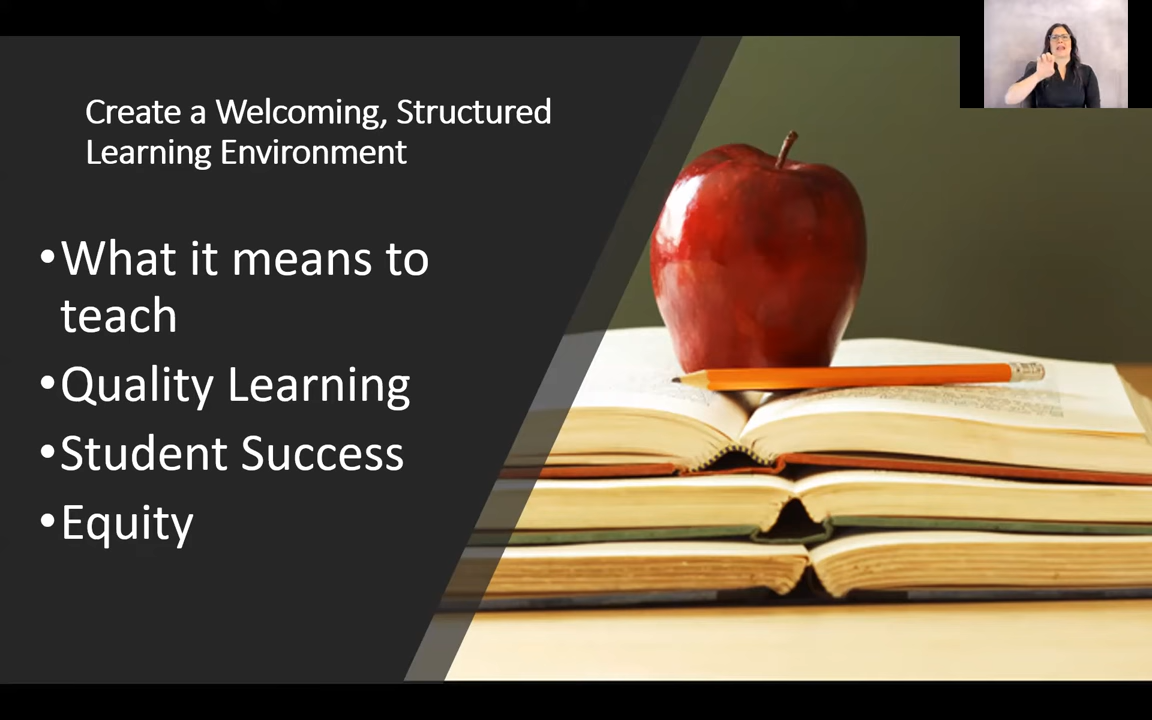 Create a Welcoming, Structured
Learning Environment
•What it means to
teach
•Quality Learning
•Student Success
•Equity